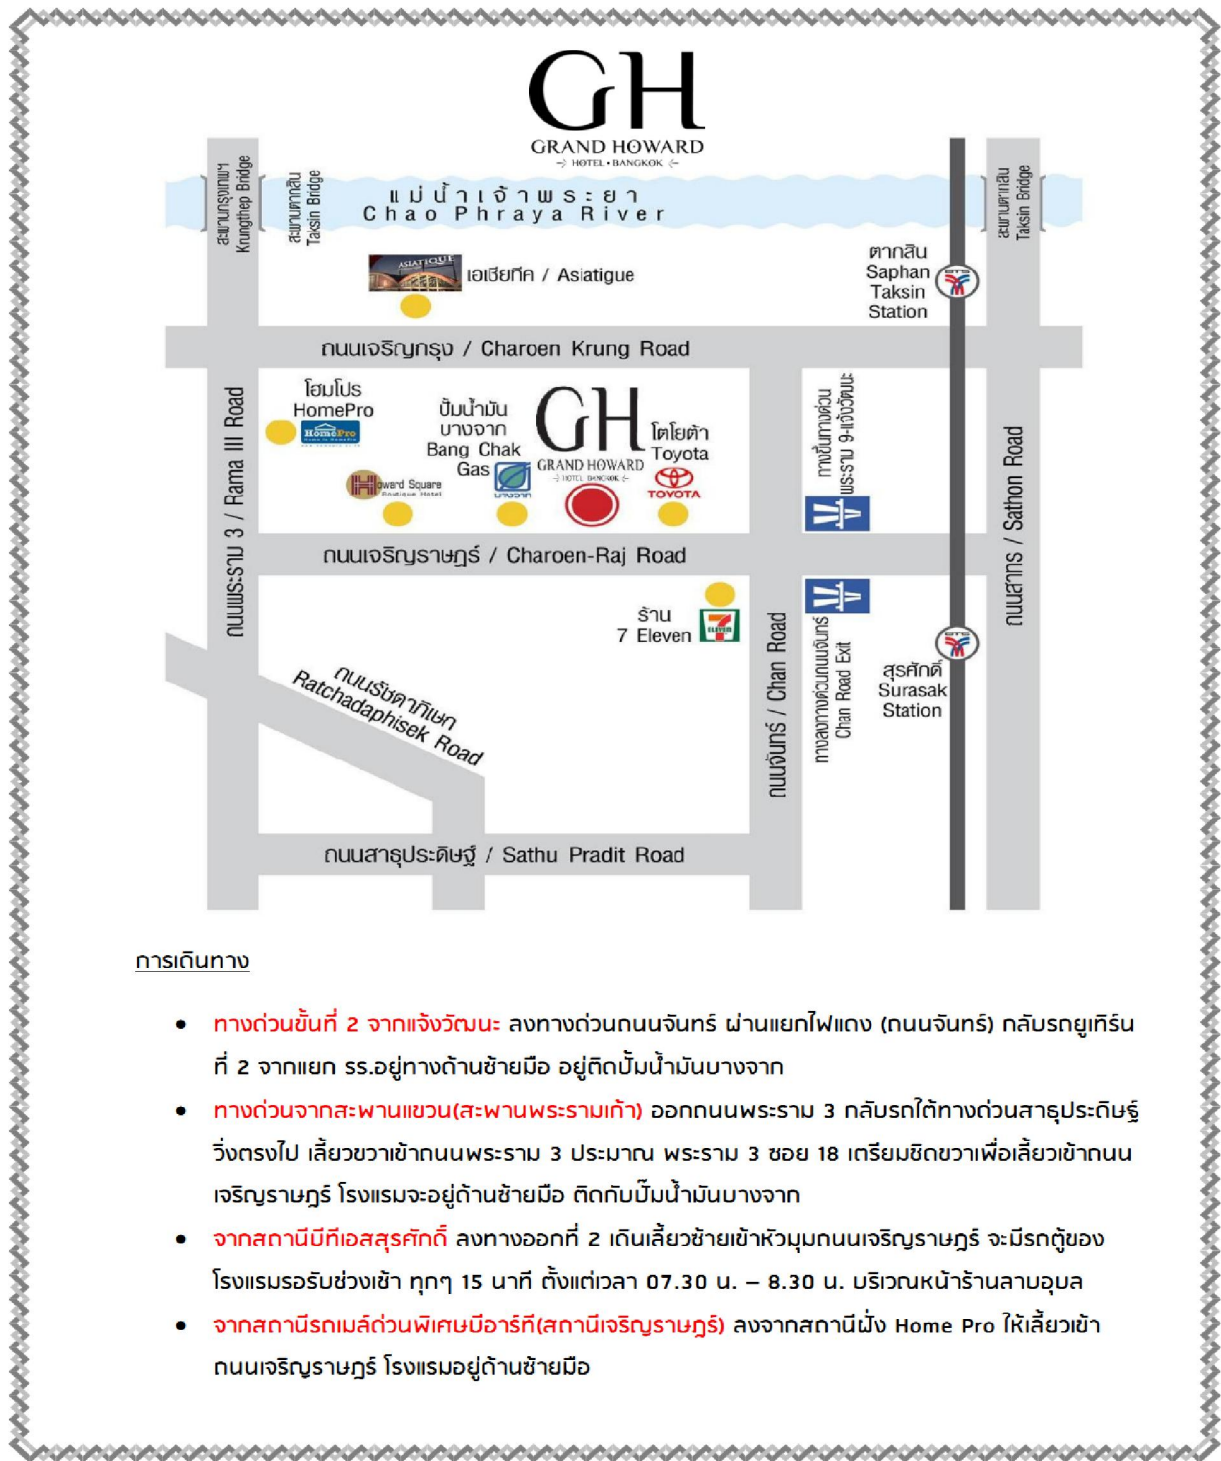 GH
GRAND HOWARD
HOTEL • BANGKOK
สะพานกรุงเทพฯ
Krungthep Bridge
สะพานตากสิน
Taksin Bridge
แม่น้ำเจ้าพระยา
Chao Phraya River
สะพานตากสิน
Taksin Bridge
ASIATIQUE
เอเชียทีค / Asiatigue
ตากสิน
Saphan
Taksin
Station
BTS
ถนนเจริญกรุง / Charoen Krung Road
ถนนพระราม 3 / Rama III Road
โฮมโปร
HomePro
HomePro
ปั้มน้ำมัน
บางจาก
Bang Chak
Gas
บางจาก
Howard Square
Boutique Hotel
GH
GRAND HOWARD
HOTEL BANGKOK
โตโยต้า
Toyota
TOYOTA
ทางขึ้นทางด่วน
พระราม 9-แจ้งวัฒนะ
ถนนสาทร / Sathon Road
ถนนเจริญราษฎร์ / Charoen-Raj Road
ร้าน
7 Eleven
7 ELEVEN
ถนนจันทร์ / Chan Road
ทางลงทางด่วนถนนจันทร์
Chan Road Exit
BTS
สุรศักดิ์
Surasak
Station
ถนนรัชดาภิเษก
Ratchadaphisek Road
ถนนสาธุประดิษฐ์ / Sathu Pradit Road
การเดินทาง
• ทางด่วนขั้นที่ 2 จากแจ้งวัฒนะ ลงทางด่วนถนนจันทร์ ผ่านแยกไฟแดง (ถนนจันทร์) กลับรถยูเทิร์น
ที่ 2 จากแยก รร.อยู่ทางด้านซ้ายมือ อยู่ติดปั้มน้ำมันบางจาก
• ทางด่วนจากสะพานแขวน(สะพานพระรามเก้า) ออกถนนพระราม 3 กลับรถใต้ทางด่วนสาธุประดิษฐ์
วิ่งตรงไป เลี้ยวขวาเข้าถนนพระราม 3 ประมาณ พระราม 3 ซอย 18 เตรียมชิดขวาเพื่อเลี้ยวเข้าถนน
เจริญราษฎร์ โรงแรมจะอยู่ด้านซ้ายมือ ติดกับปั๊มน้ำมันบางจาก
• จากสถานีบีทีเอสสุรศักดิ์ ลงทางออกที่ 2 เดินเลี้ยวซ้ายเข้าหัวมุมถนนเจริญราษฎร์ จะมีรถตู้ของ
โรงแรมรอรับช่วงเช้า ทุกๆ 15 นาที ตั้งแต่เวลา 07.30 น. – 8.30 น. บริเวณหน้าร้านลาบอุบล
• จากสถานีรถเมล์ด่วนพิเศษบีอาร์ที(สถานีเจริญราษฎร์) ลงจากสถานีฝั่ง Home Pro ให้เลี้ยวเข้า
ถนนเจริญราษฎร์ โรงแรมอยู่ด้านซ้ายมือ